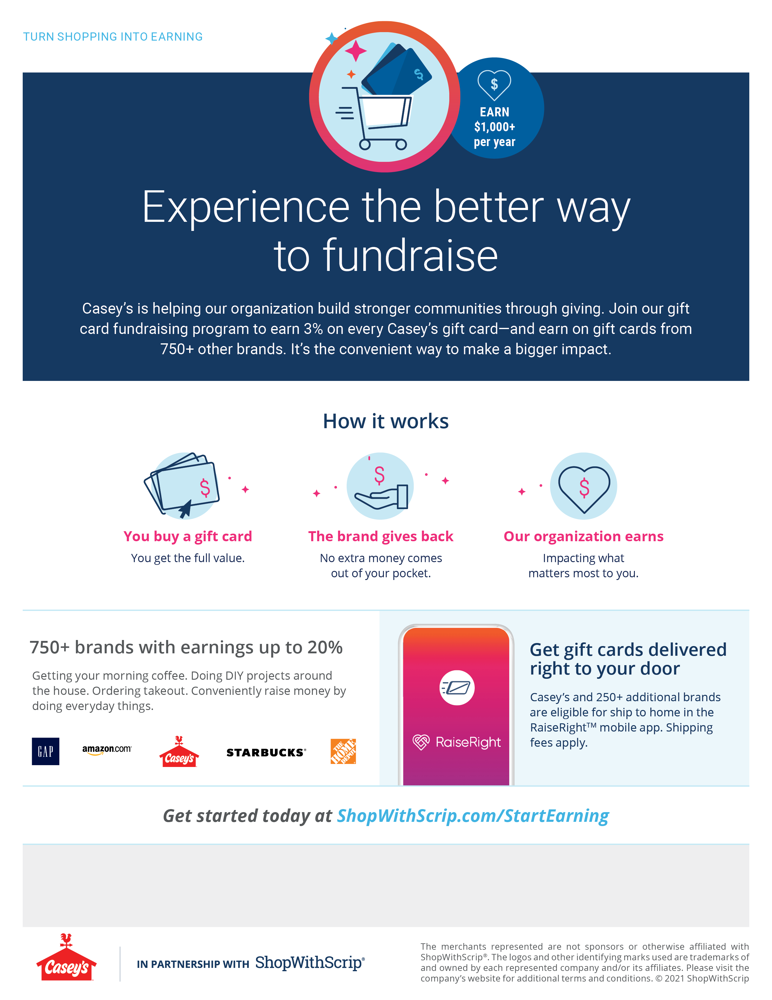 TURN SHOPPING INTO EARNING
$
$
EARN
$1,000+
per year
Experience the better way
to fundraise
Casey’s is helping our organization build stronger communities through giving. Join our gift
card fundraising program to earn 3% on every Casey’s gift card—and earn on gift cards from
750+ other brands. It’s the convenient way to make a bigger impact.
How it works
$
$
$
You buy a gift card
You get the full value.
The brand gives back
No extra money comes
out of your pocket.
Our organization earns
Impacting what
matters most to you.
750+ brands with earnings up to 20%
Getting your morning coffee. Doing DIY projects around
the house. Ordering takeout. Conveniently raise money by
doing everyday things.
GAP
amazon.com
Casey's
STARBUCKS®
THE
HOME
DEPOT
RaiseRight
Get gift cards delivered
right to your door
Casey’s and 250+ additional brands
are eligible for ship to home in the
RaiseRight™ mobile app. Shipping
fees apply.
Get started today at ShopWithScrip.com/StartEarning
Casey's
IN PARTNERSHIP WITH ShopWithScrip®
The merchants represented are not sponsors or otherwise affiliated with
ShopWithScrip®. The logos and other identifying marks used are trademarks of
and owned by each represented company and/or its affiliates. Please visit the
company’s website for additional terms and conditions. © 2021 ShopWithScrip